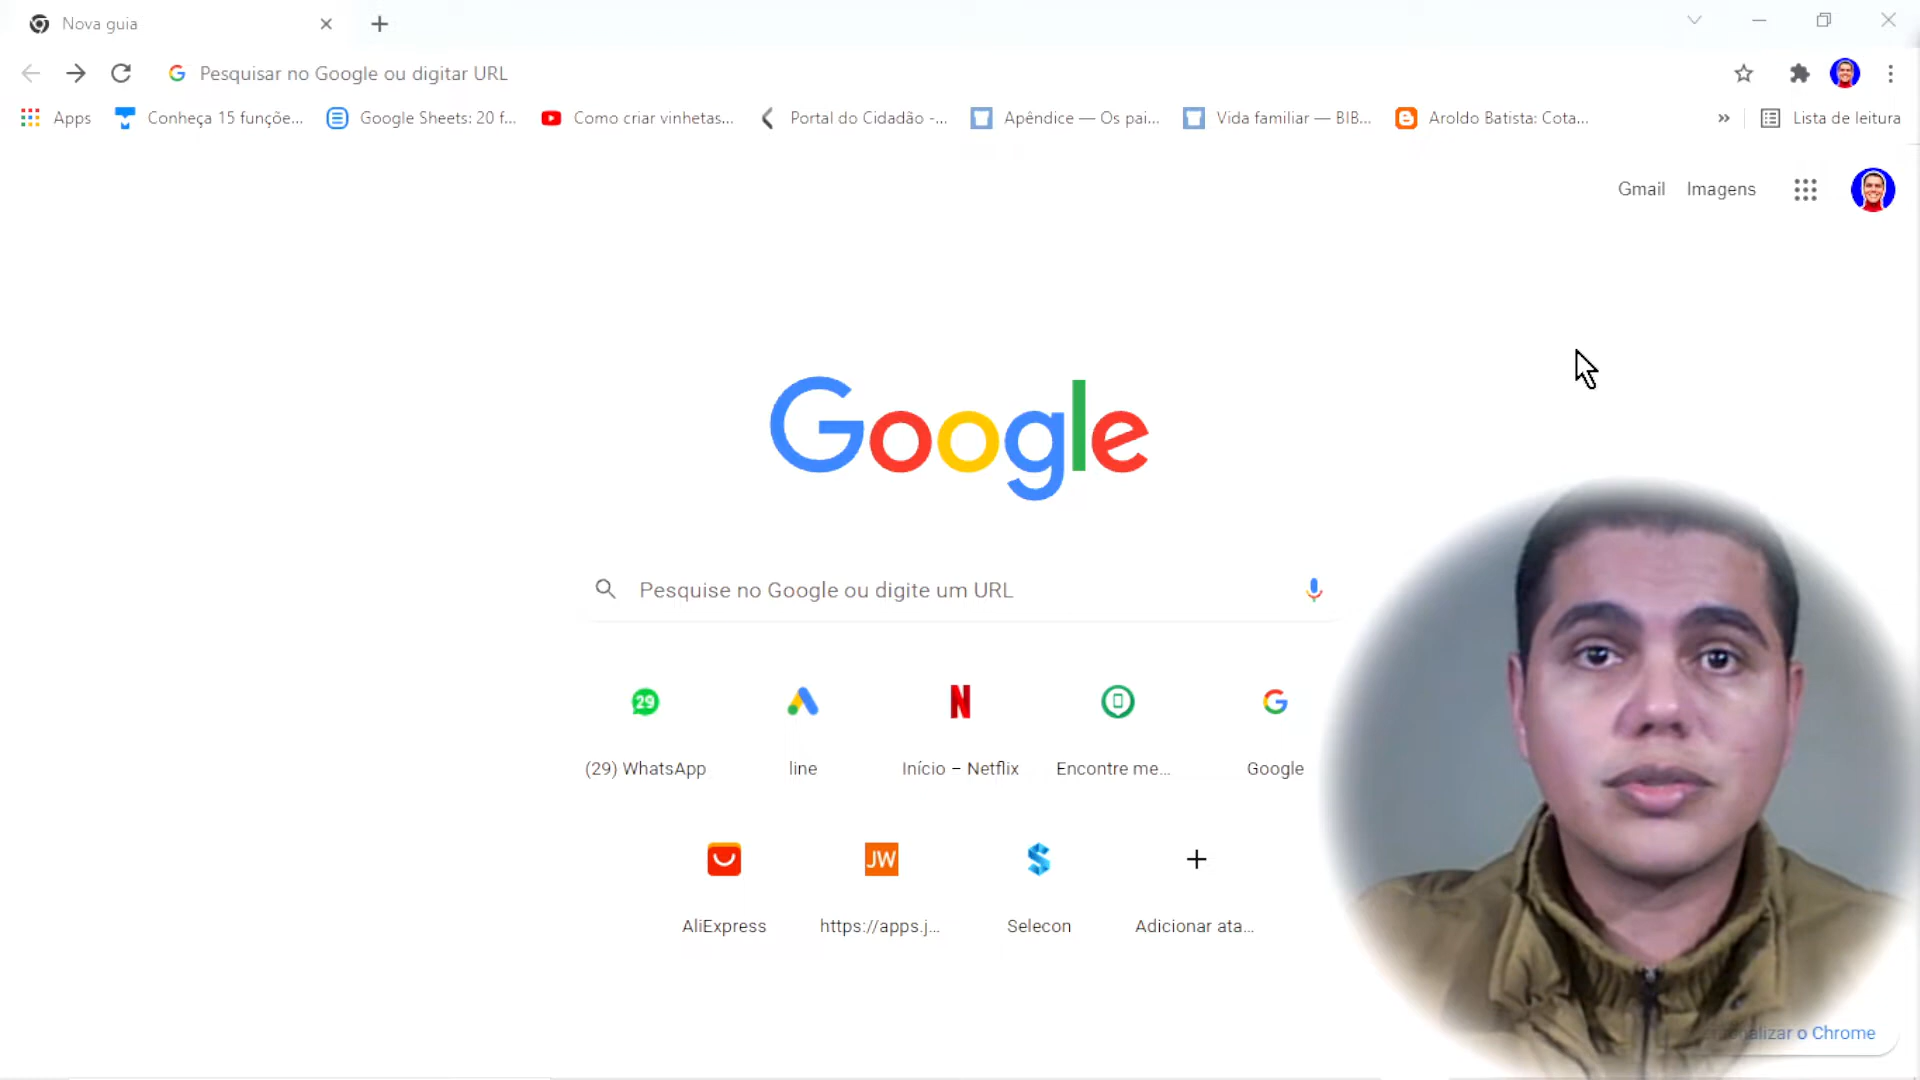 Nova guia
Pesquisar no Google ou digitar URL
Apps Conheça 15 funçõe... Google Sheets: 20 f... Como criar vinhetas... Portal do Cidadão -... Apêndice — Os pai... Vida familiar — BIB... Aroldo Batista: Cota... » Lista de leitura
Gmail Imagens
Google
Pesquise no Google ou digite um URL
29
N
(29) WhatsApp line Início – Netflix Encontre me... Google
JW
AliExpress https://apps.j... Selecon Adicionar ata...
alizar o Chrome